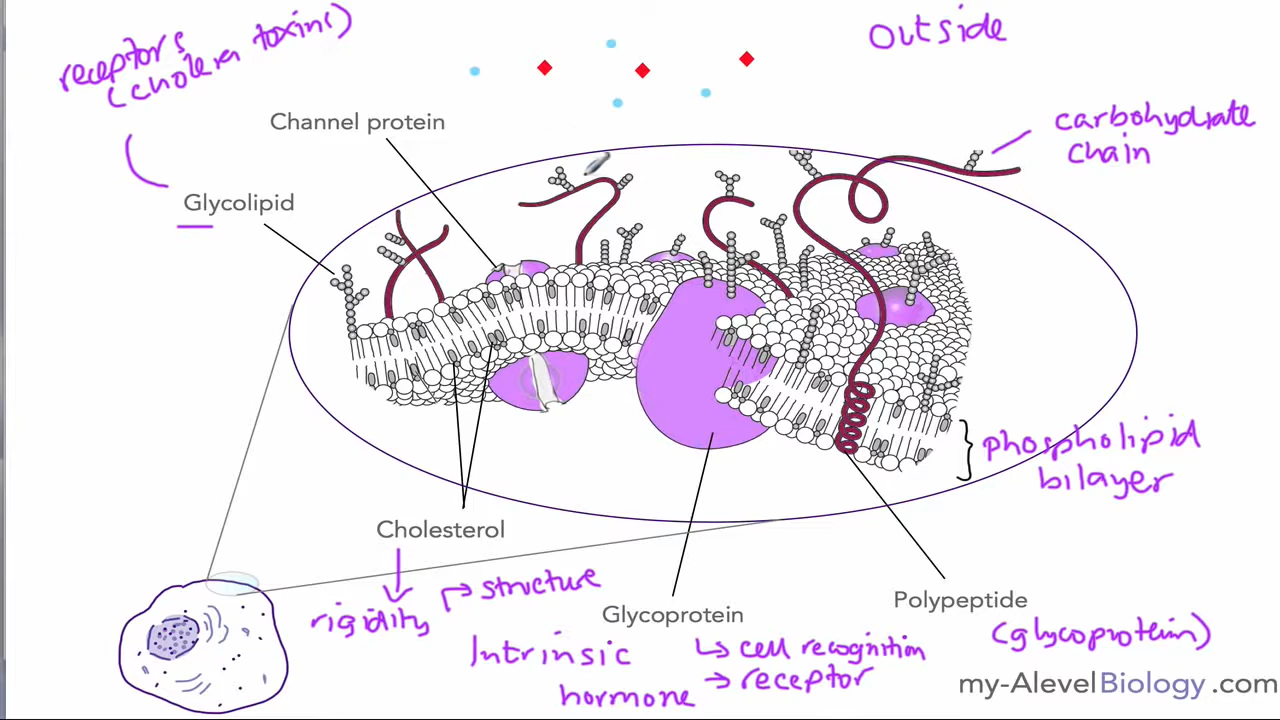 receptors
(cholera toxins)
Outside
Channel protein
carbohydrate
chain
Glycolipid
phospholipid
bilayer
Cholesterol
rigidity
structure
Glycoprotein
Polypeptide
(glycoprotein)
Intrinsic
↳ cell recognition
hormone → receptor
my-AlevelBiology.com